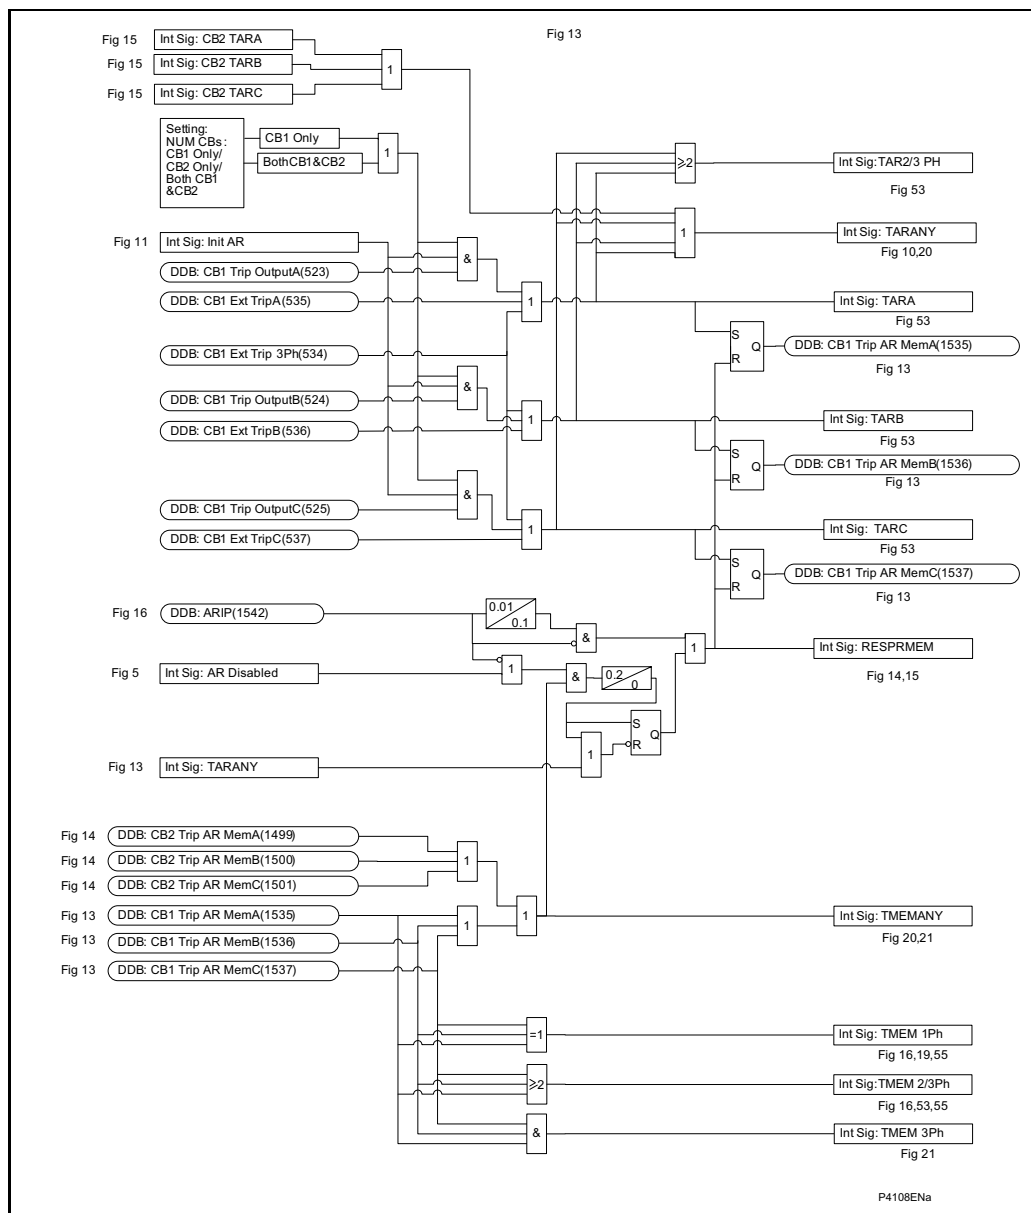 Fig 13
Fig 15 Int Sig: CB2 TARA
Fig 15 Int Sig: CB2 TARB
Fig 15 Int Sig: CB2 TARC
1
Setting:
NUM CBs:
CB1 Only/
CB2 Only/
Both CB1
&CB2
CB1 Only
BothCB1&CB2
1
≥2
Int Sig:TAR2/3 PH
Fig 53
1
Int Sig: TARANY
Fig 10,20
Fig 11 Int Sig: Init AR
DDB: CB1 Trip OutputA(523)
&
DDB: CB1 Ext TripA(535)
1
Int Sig: TARA
Fig 53
S
R
Q
DDB: CB1 Trip AR MemA(1535)
Fig 13
DDB: CB1 Ext Trip 3Ph(534)
&
DDB: CB1 Trip OutputB(524)
DDB: CB1 Ext TripB(536)
1
Int Sig: TARB
Fig 53
S
R
Q
DDB: CB1 Trip AR MemB(1536)
Fig 13
&
DDB: CB1 Trip OutputC(525)
DDB: CB1 Ext TripC(537)
1
Int Sig: TARC
Fig 53
S
R
Q
DDB: CB1 Trip AR MemC(1537)
Fig 13
Fig 16 DDB: ARIP(1542)
0.01
0.1
&
1
Int Sig: RESPRMEM
Fig 14,15
Fig 5 Int Sig: AR Disabled
1
&
0.2
0
S
R
Q
1
Fig 13 Int Sig: TARANY
Fig 14 DDB: CB2 Trip AR MemA(1499)
Fig 14 DDB: CB2 Trip AR MemB(1500)
Fig 14 DDB: CB2 Trip AR MemC(1501)
1
Fig 13 DDB: CB1 Trip AR MemA(1535)
Fig 13 DDB: CB1 Trip AR MemB(1536)
Fig 13 DDB: CB1 Trip AR MemC(1537)
1
1
Int Sig: TMEMANY
Fig 20,21
=1
Int Sig: TMEM 1Ph
Fig 16,19,55
≥2
Int Sig:TMEM 2/3Ph
Fig 16,53,55
&
Int Sig: TMEM 3Ph
Fig 21
P4108ENa